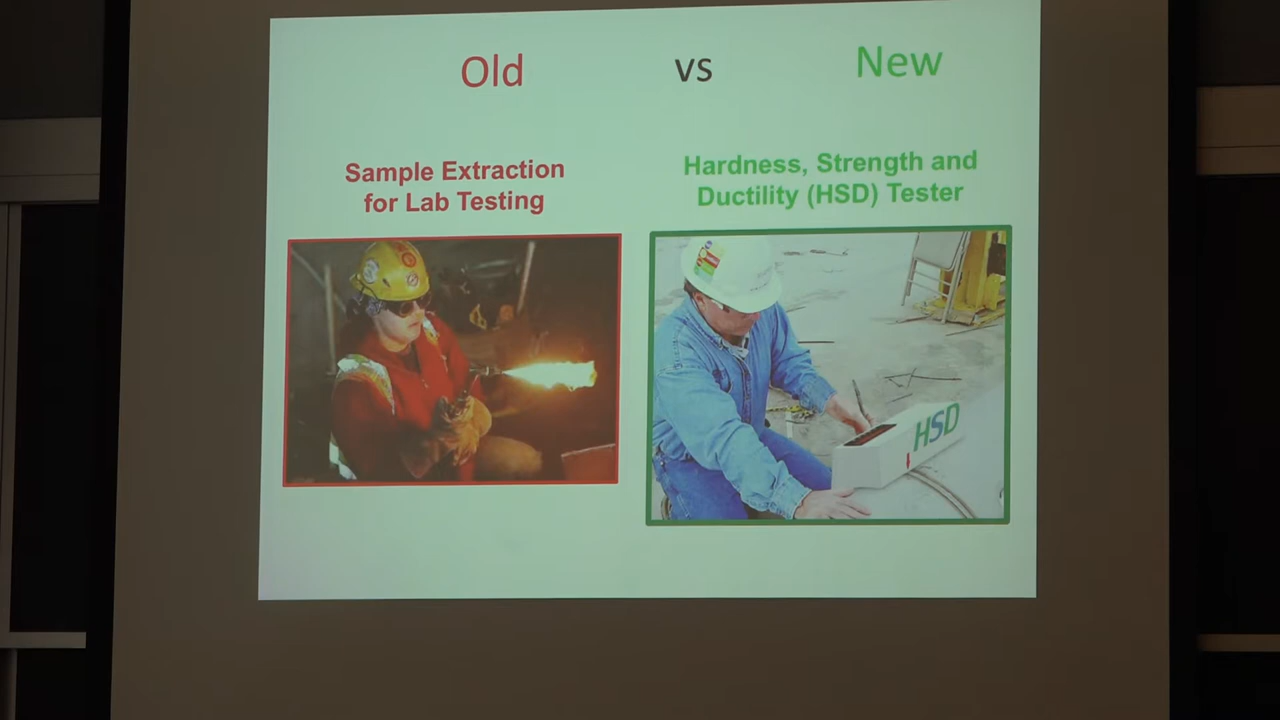 Old vs New
Sample Extraction
for Lab Testing
Hardness, Strength and
Ductility (HSD) Tester
HSD